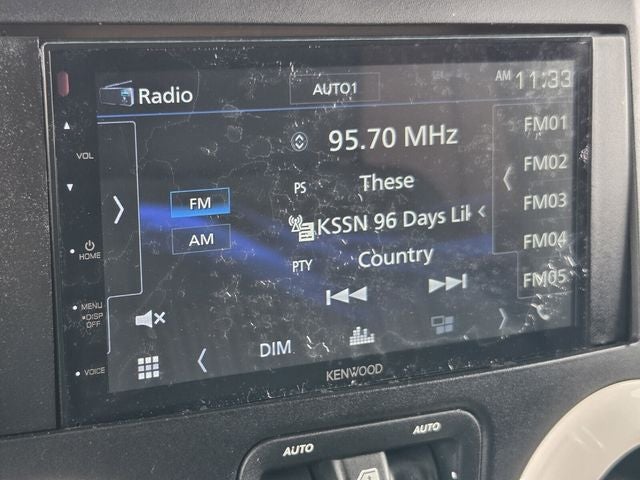 Radio
AUTO1
AM 11:33
VOL
95.70 MHz
FM01
PS These
FM02
FM
KSSN 96 Days Lil
FM03
AM
FM04
HOME
PTY Country
FM05
MENU
DISP
OFF
DIM
VOICE
KENWOOD
AUTO
AUTO